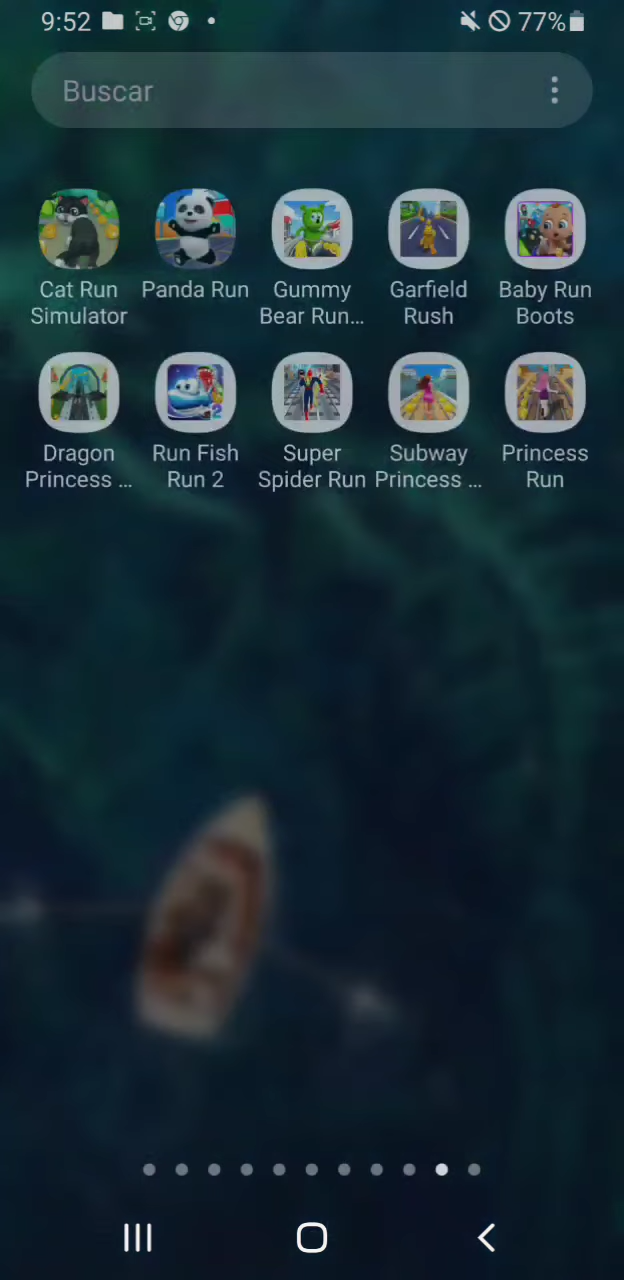 9:52 77%
Buscar
Cat Run Simulator
Panda Run
Gummy Bear Run...
Garfield Rush
Baby Run Boots
Dragon Princess ...
Run Fish Run 2
Super Spider Run
Subway Princess ...
Princess Run